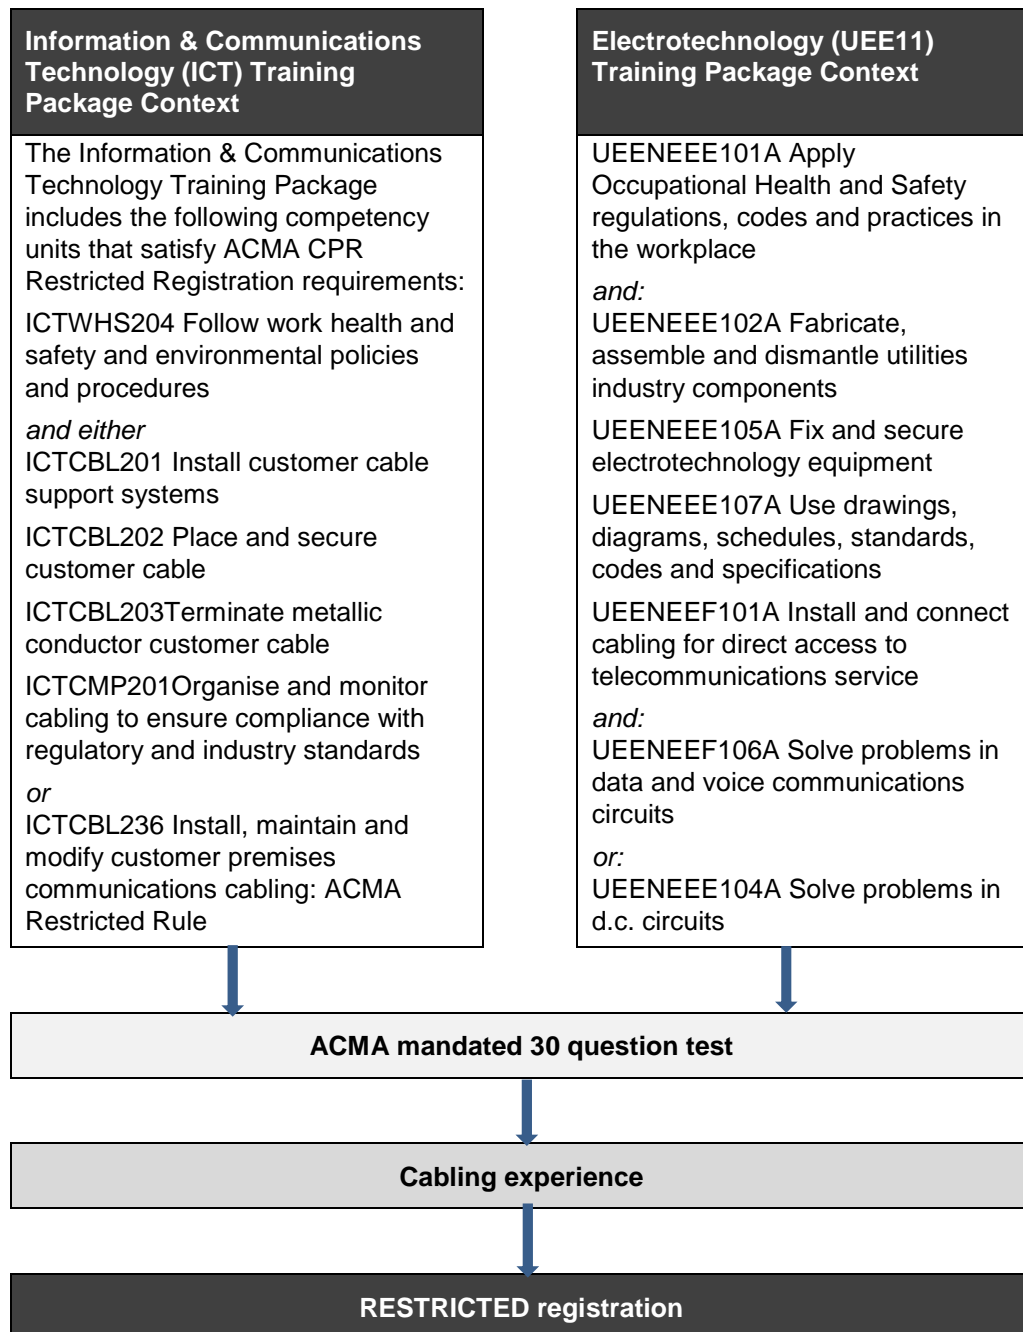 Information & Communications
Technology (ICT) Training
Package Context
The Information & Communications
Technology Training Package
includes the following competency
units that satisfy ACMA CPR
Restricted Registration requirements:
ICTWHS204 Follow work health and
safety and environmental policies
and procedures
and either
ICTCBL201 Install customer cable
support systems
ICTCBL202 Place and secure
customer cable
ICTCBL203Terminate metallic
conductor customer cable
ICTCMP201Organise and monitor
cabling to ensure compliance with
regulatory and industry standards
or
ICTCBL236 Install, maintain and
modify customer premises
communications cabling: ACMA
Restricted Rule
Electrotechnology (UEE11)
Training Package Context
UEENEEE101A Apply
Occupational Health and Safety
regulations, codes and practices in
the workplace
and:
UEENEEE102A Fabricate,
assemble and dismantle utilities
industry components
UEENEEE105A Fix and secure
electrotechnology equipment
UEENEEE107A Use drawings,
diagrams, schedules, standards,
codes and specifications
UEENEEF101A Install and connect
cabling for direct access to
telecommunications service
and:
UEENEEF106A Solve problems in
data and voice communications
circuits
or:
UEENEEE104A Solve problems in
d.c. circuits
ACMA mandated 30 question test
Cabling experience
RESTRICTED registration